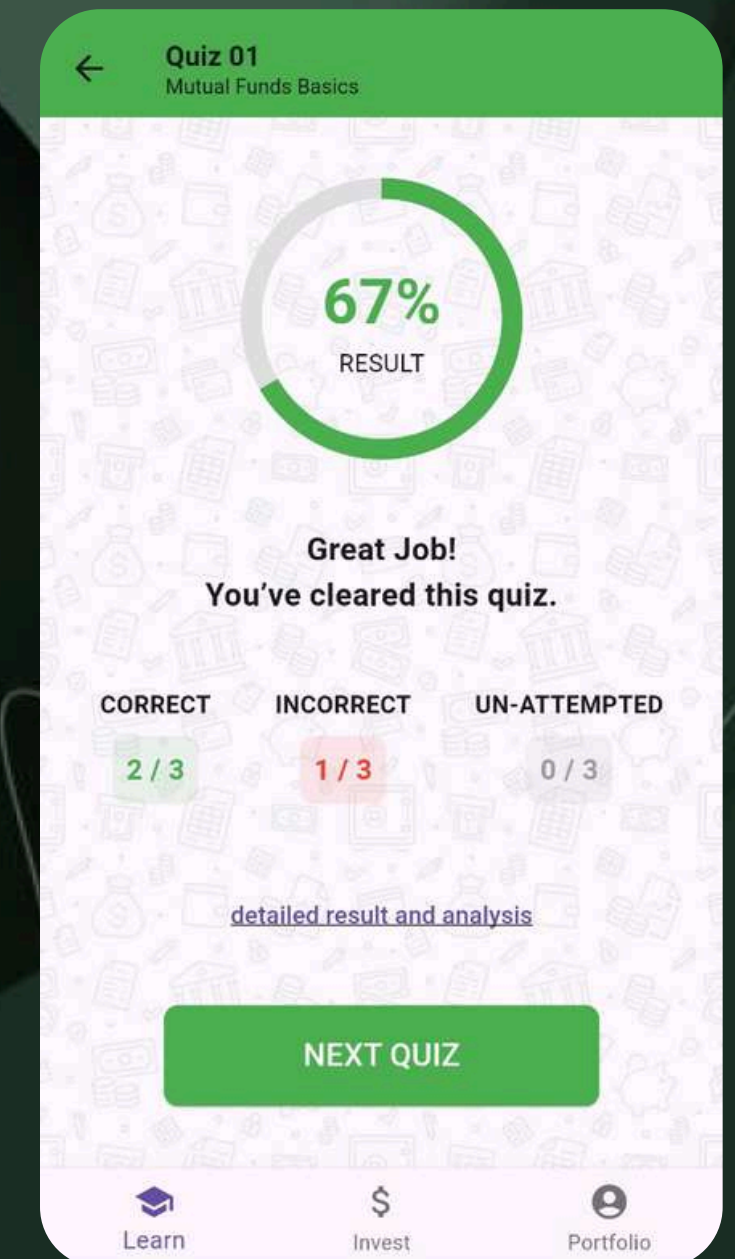 Quiz 01
Mutual Funds Basics
67%
RESULT
Great Job!
You’ve cleared this quiz.
CORRECT INCORRECT UN-ATTEMPTED
2 / 3 1 / 3 0 / 3
detailed result and analysis
NEXT QUIZ
Learn Invest Portfolio